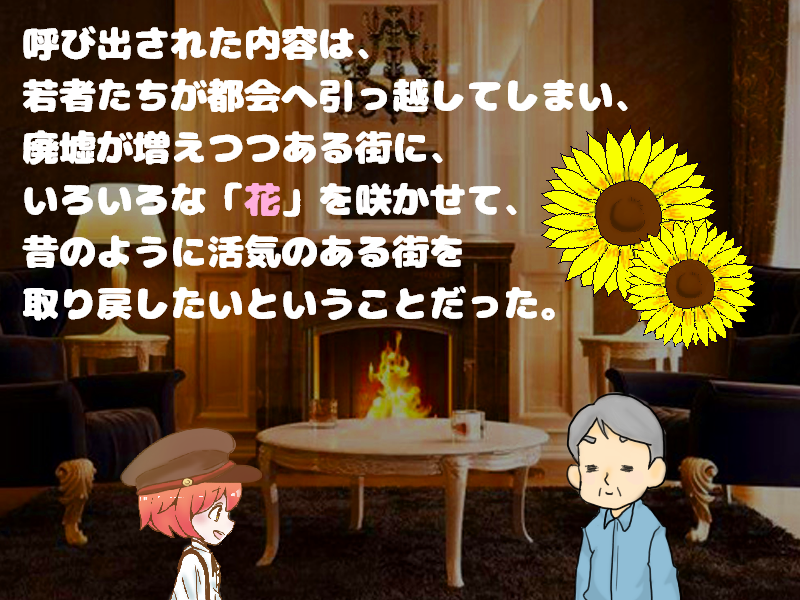 呼び出された内容は、
若者たちが都会へ引っ越してしまい、
廃墟が増えつつある街に、
いろいろな「花」を咲かせて、
昔のように活気のある街を
取り戻したいということだった。